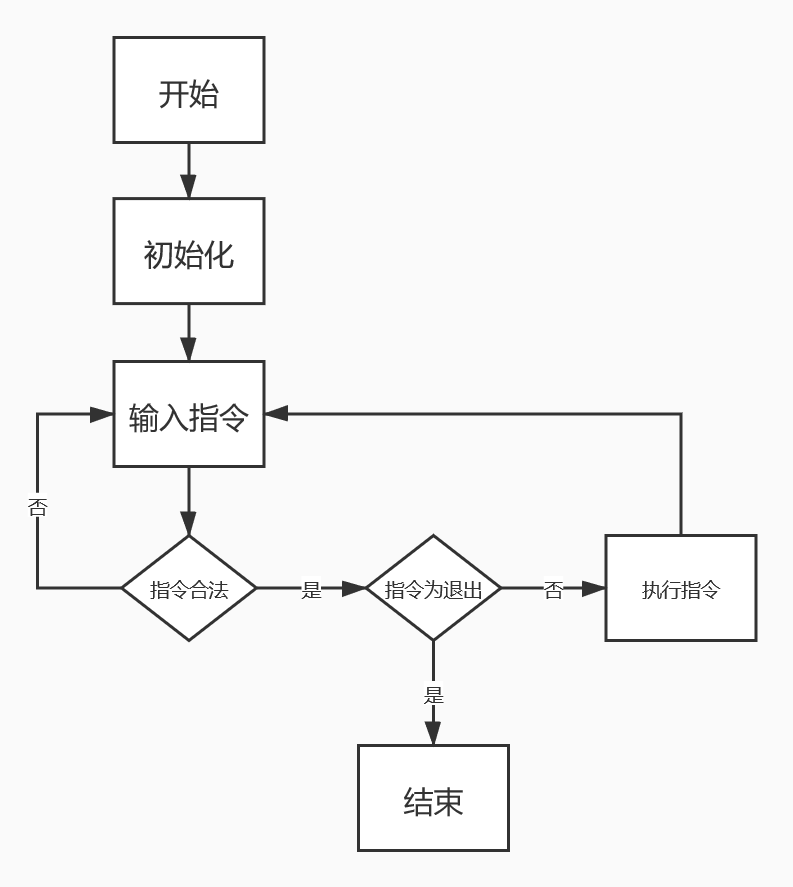 开始
初始化
输入指令
否
指令合法
是
指令为退出
否
执行指令
是
结束